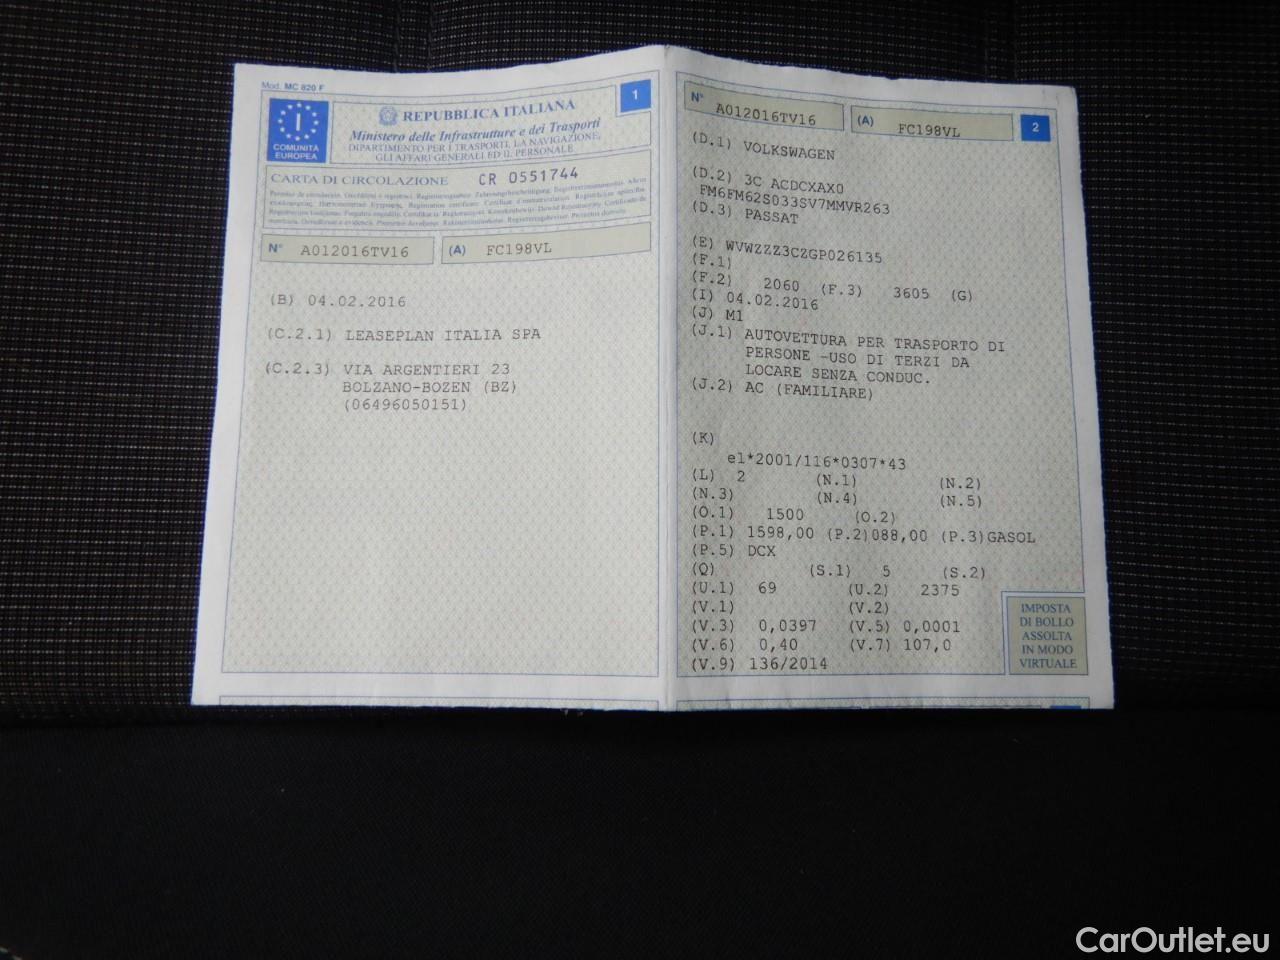 Mod. MC 820 F
1
COMUNITÀ
EUROPEA
REPUBBLICA ITALIANA
Ministero delle Infrastrutture e dei Trasporti
DIPARTIMENTO PER I TRASPORTI, LA NAVIGAZIONE,
GLI AFFARI GENERALI ED IL PERSONALE
1
CARTA DI CIRCOLAZIONE CR 0551744
N° A012016TV16 (A) FC198VL
(B) 04.02.2016
(C.2.1) LEASEPLAN ITALIA SPA
(C.2.3) VIA ARGENTIERI 23
BOLZANO-BOZEN (BZ)
(06496050151)
N° A012016TV16 (A) FC198VL 2
(D.1) VOLKSWAGEN
(D.2) 3C ACDCXAX0
FM6FM62S033SV7MMVR263
(D.3) PASSAT
(E) WVWZZZ3CZGP026135
(F.1)
(F.2) 2060 (F.3) 3605 (G)
(I) 04.02.2016
(J) M1
(J.1) AUTOVETTURA PER TRASPORTO DI
PERSONE -USO DI TERZI DA
LOCARE SENZA CONDUC.
(J.2) AC (FAMILIARE)
(K)
e1*2001/116*0307*43
(L) 2 (N.1) (N.2)
(N.3) (N.4) (N.5)
(O.1) 1500 (O.2)
(P.1) 1598,00 (P.2)088,00 (P.3)GASOL
(P.5) DCX
(Q) (S.1) 5 (S.2)
(U.1) 69 (U.2) 2375
(V.1) (V.2)
(V.3) 0,0397 (V.5) 0,0001
(V.6) 0,40 (V.7) 107,0
(V.9) 136/2014
IMPOSTA
DI BOLLO
ASSOLTA
IN MODO
VIRTUALE
CarOutlet.eu